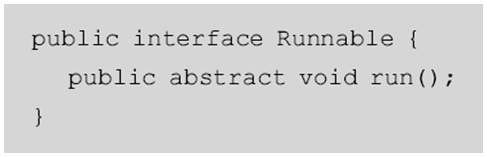 public interface Runnable {
public abstract void run();
}